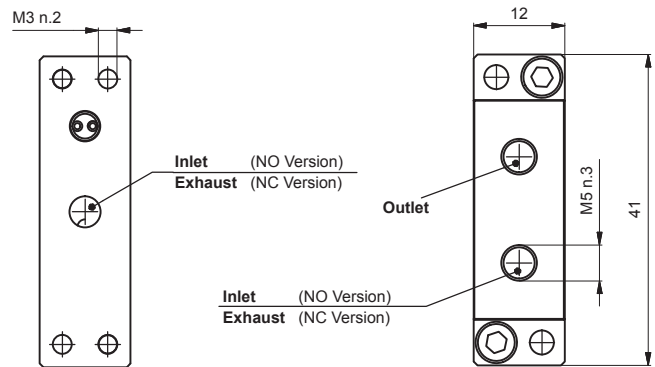 M3 n.2
12
Inlet (NO Version)
Exhaust (NC Version)
Outlet
M5 n.3
41
Inlet (NO Version)
Exhaust (NC Version)